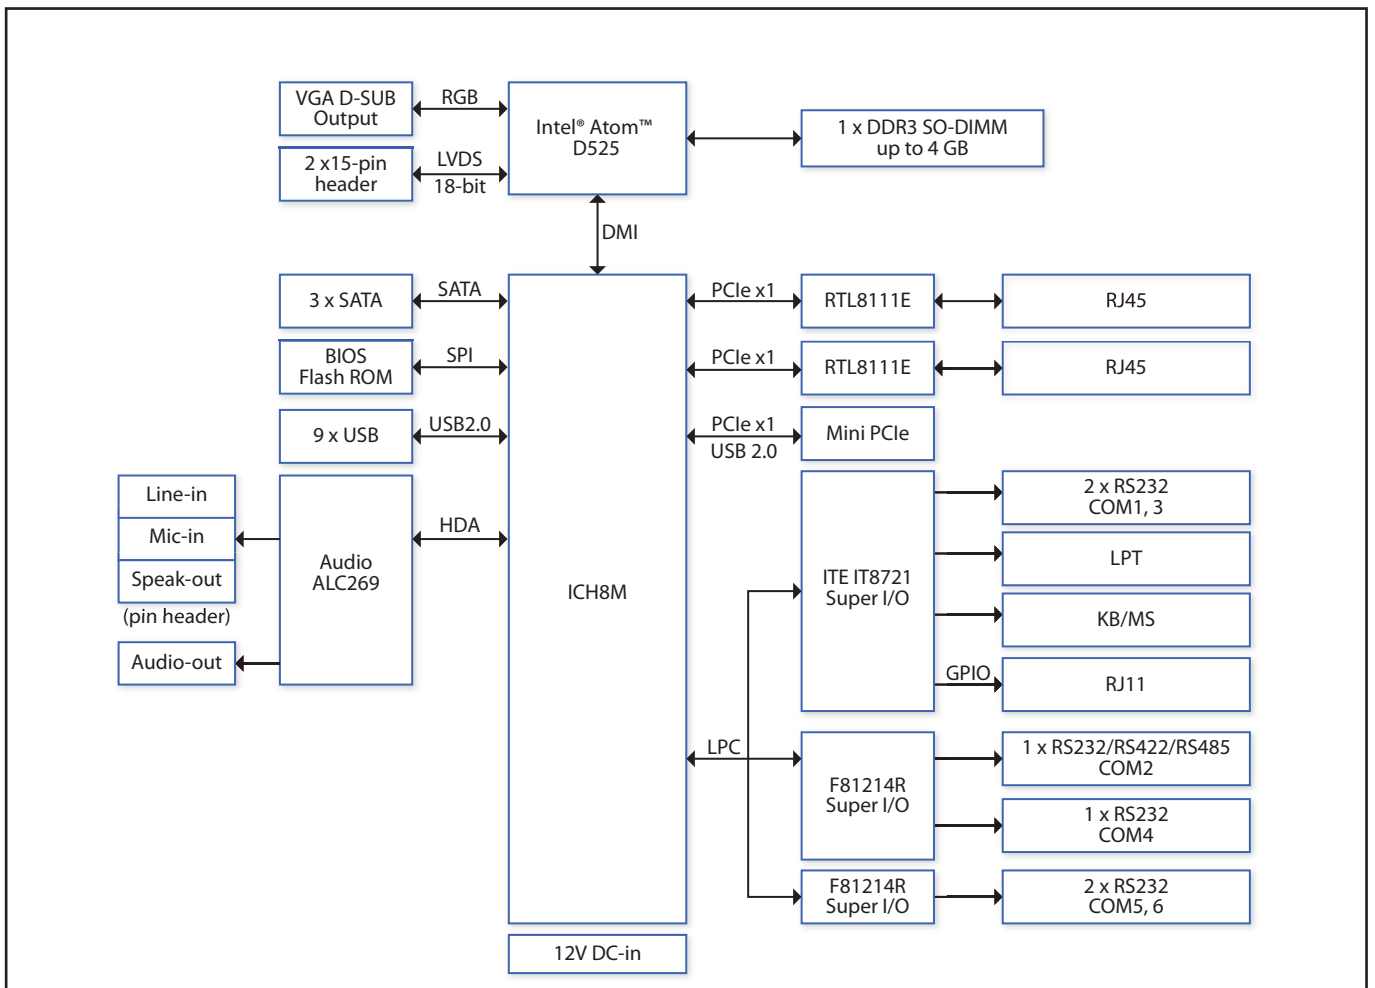 VGA D-SUB
Output
RGB
Intel® Atom™
D525
1 x DDR3 SO-DIMM
up to 4 GB
2 x15-pin
header
LVDS
18-bit
DMI
3 x SATA
SATA
PCIe x1
RTL8111E
RJ45
BIOS
Flash ROM
SPI
PCIe x1
RTL8111E
RJ45
9 x USB
USB2.0
PCIe x1
USB 2.0
Mini PCIe
Line-in
Mic-in
Speak-out
(pin header)
Audio-out
Audio
ALC269
HDA
ICH8M
LPC
ITE IT8721
Super I/O
2 x RS232
COM1, 3
LPT
KB/MS
GPIO
RJ11
F81214R
Super I/O
1 x RS232/RS422/RS485
COM2
1 x RS232
COM4
F81214R
Super I/O
2 x RS232
COM5, 6
12V DC-in